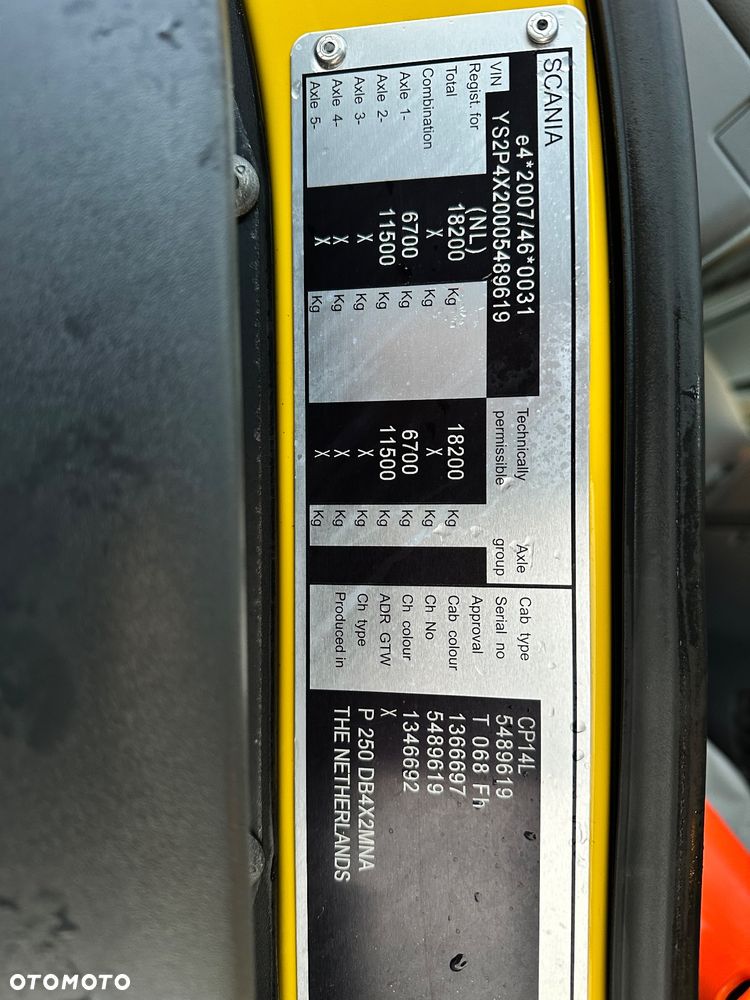 SCANIA
e4*2007/46*0031
VIN YS2P4X20005489619
Regist. for (NL) Technically permissible Axle group
Total 18200 Kg 18200 Kg
Combination X Kg X Kg
Axle 1- 6700 Kg 6700 Kg
Axle 2- 11500 Kg 11500 Kg
Axle 3- X Kg X Kg
Axle 4- X Kg X Kg
Axle 5- X Kg X Kg
Cab type CP14L
Serial no 5489619
Approval T 068 Fh
Cab colour 1366697
Ch No 5489619
Ch colour 1346692
ADR GTW X
Ch type P 250 DB4X2MNA
Produced in THE NETHERLANDS
OTOMOTO